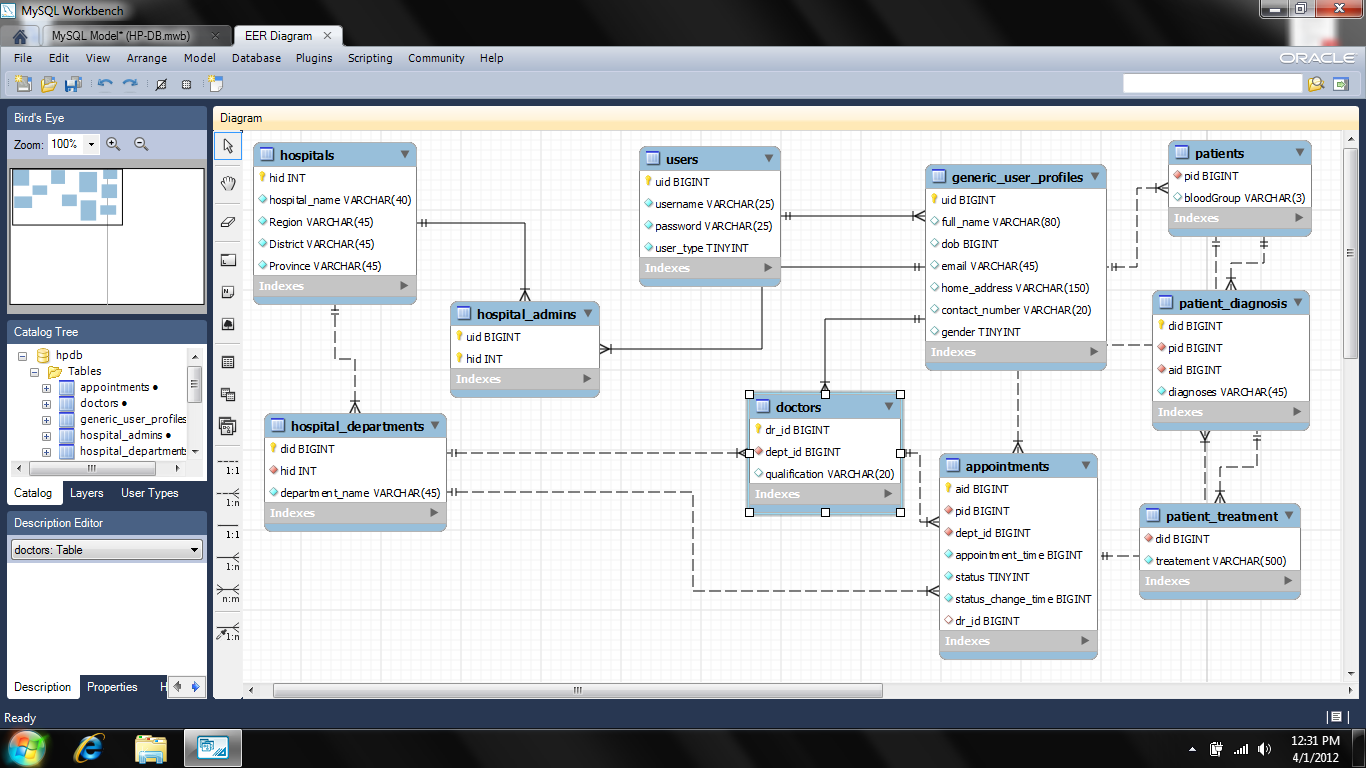 MySQL Workbench
MySQL Model* (HP-DB.mwb)
EER Diagram
File Edit View Arrange Model Database Plugins Scripting Community Help
ORACLE
Bird's Eye
Zoom: 100%
Catalog Tree
hpdb
Tables
appointments
doctors
generic_user_profiles
hospital_admins
hospital_departments
Catalog Layers User Types
Description Editor
doctors: Table
Description Properties H
Ready
Diagram
1:1
1:n
1:1
1:n
n:m
1:n
hospitals
hid INT
hospital_name VARCHAR(40)
Region VARCHAR(45)
District VARCHAR(45)
Province VARCHAR(45)
Indexes
hospital_admins
uid BIGINT
hid INT
Indexes
hospital_departments
did BIGINT
hid INT
department_name VARCHAR(45)
Indexes
users
uid BIGINT
username VARCHAR(25)
password VARCHAR(25)
user_type TINYINT
Indexes
doctors
dr_id BIGINT
dept_id BIGINT
qualification VARCHAR(20)
Indexes
generic_user_profiles
uid BIGINT
full_name VARCHAR(80)
dob BIGINT
email VARCHAR(45)
home_address VARCHAR(150)
contact_number VARCHAR(20)
gender TINYINT
Indexes
appointments
aid BIGINT
pid BIGINT
dept_id BIGINT
appointment_time BIGINT
status TINYINT
status_change_time BIGINT
dr_id BIGINT
Indexes
patients
pid BIGINT
bloodGroup VARCHAR(3)
Indexes
patient_diagnosis
did BIGINT
pid BIGINT
aid BIGINT
diagnoses VARCHAR(45)
Indexes
patient_treatment
did BIGINT
treatement VARCHAR(500)
Indexes
12:31 PM
4/1/2012